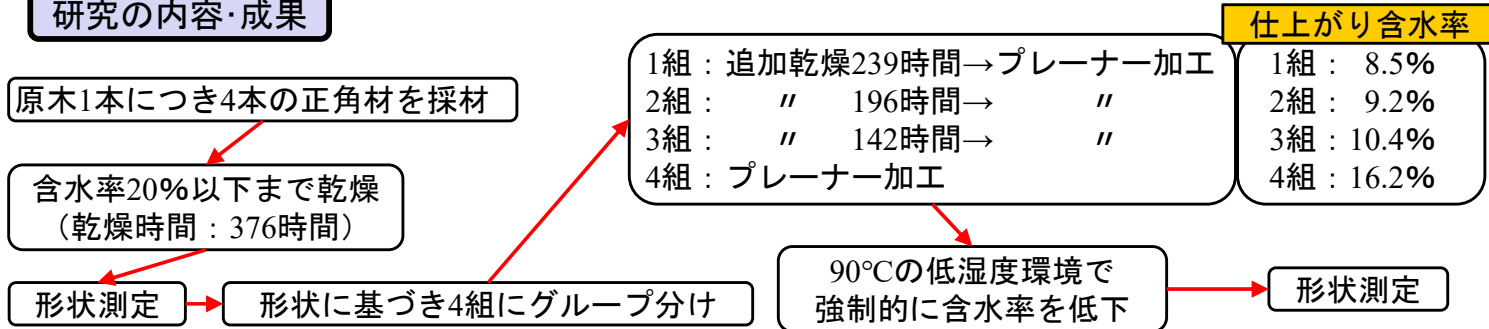 研究の内容･成果
原木1本につき4本の正角材を採材
含水率20%以下まで乾燥
（乾燥時間：376時間）
形状測定
形状に基づき4組にグループ分け
1組：追加乾燥239時間→プレーナー加工
2組：　〃　196時間→　〃
3組：　〃　142時間→　〃
4組：プレーナー加工
仕上がり含水率
1組： 8.5%
2組： 9.2%
3組：10.4%
4組：16.2%
90℃の低湿度環境で
強制的に含水率を低下
形状測定